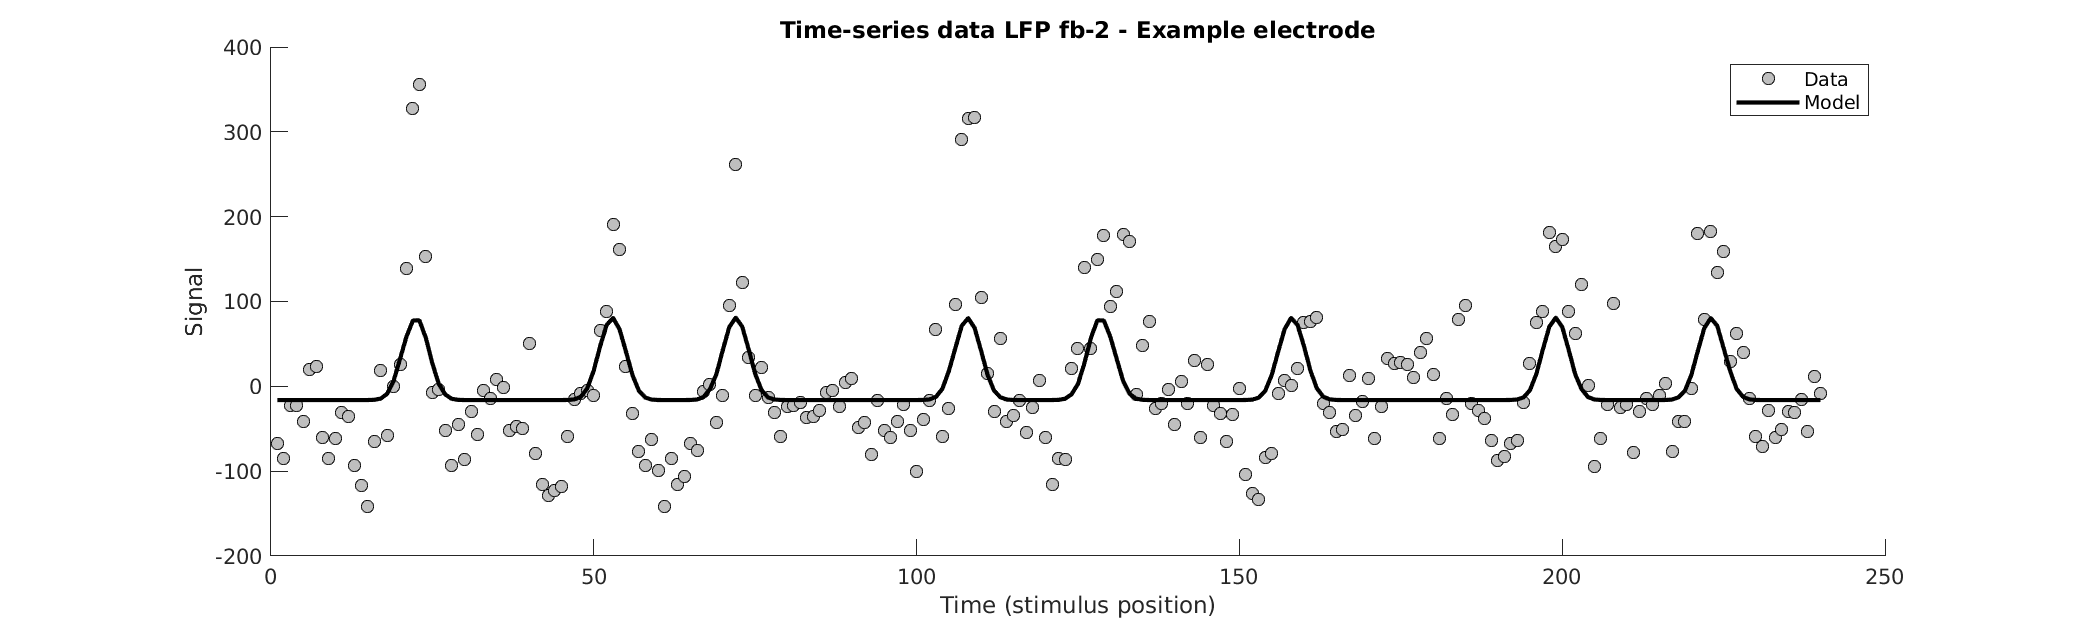 Time-series data LFP fb-2 - Example electrode
400
300
200
100
0
-100
-200
Signal
Data
Model
0 50 100 150 200 250
Time (stimulus position)